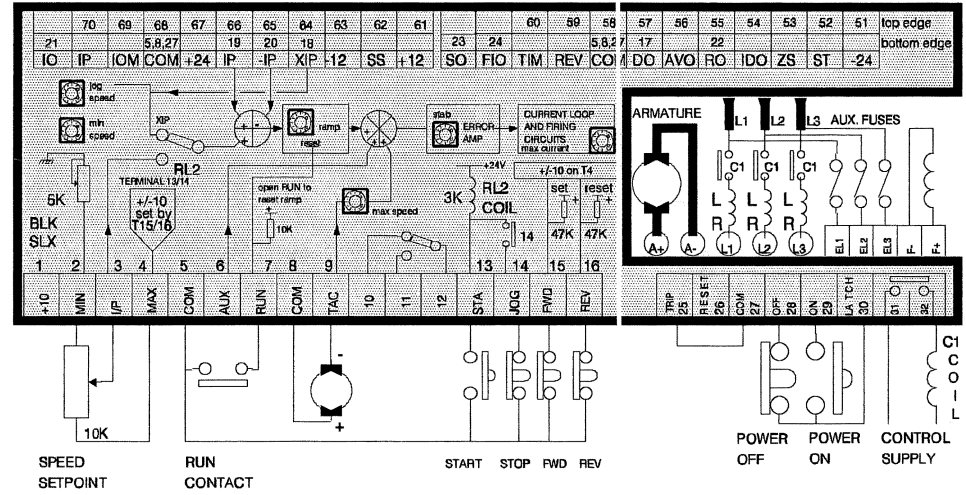 70 69 68 67 66 65 64 63 62 61 60 59 58 57 56 55 54 53 52 51 top edge
21 5,8,27 19 20 18 23 24 5,8,27 17 22 bottom edge
IO IP IOM COM +24 IP -IP XIP -12 SS +12 SO FIO TIM REV COM DO AVO RO IDO ZS ST -24
jog speed
min speed
XIP
RL2
+ -
+
ramp
reset
+ +
stab
ERROR AMP
CURRENT LOOP
AND FIRING
CIRCUITS
max current
ARMATURE
L1 L2 L3
AUX. FUSES
C1 C1 C1
L L L
R R R
A+ A- L1 L2 L3
EL1 EL2 EL3 F- F+
5K
BLK
SLX
TERMINAL 13/14
+/-10
set by
T15/16
open RUN to
reset ramp
+
10K
max speed
+24V
3K
RL2
COIL
14
+/-10 on T4
set
+
47K
reset
+
47K
1 2 3 4 5 6 7 8 9 10 11 12 13 14 15 16
+10 MIN I/P MAX COM AUX RUN COM TAC STA JOG FWD REV
TRIP 25
RESET 26
COM 27
OFF 28
ON 29
LATCH 30
31
32
10K
-
+
C1
COIL
SPEED
SETPOINT
RUN
CONTACT
START STOP FWD REV
POWER
OFF
POWER
ON
CONTROL
SUPPLY